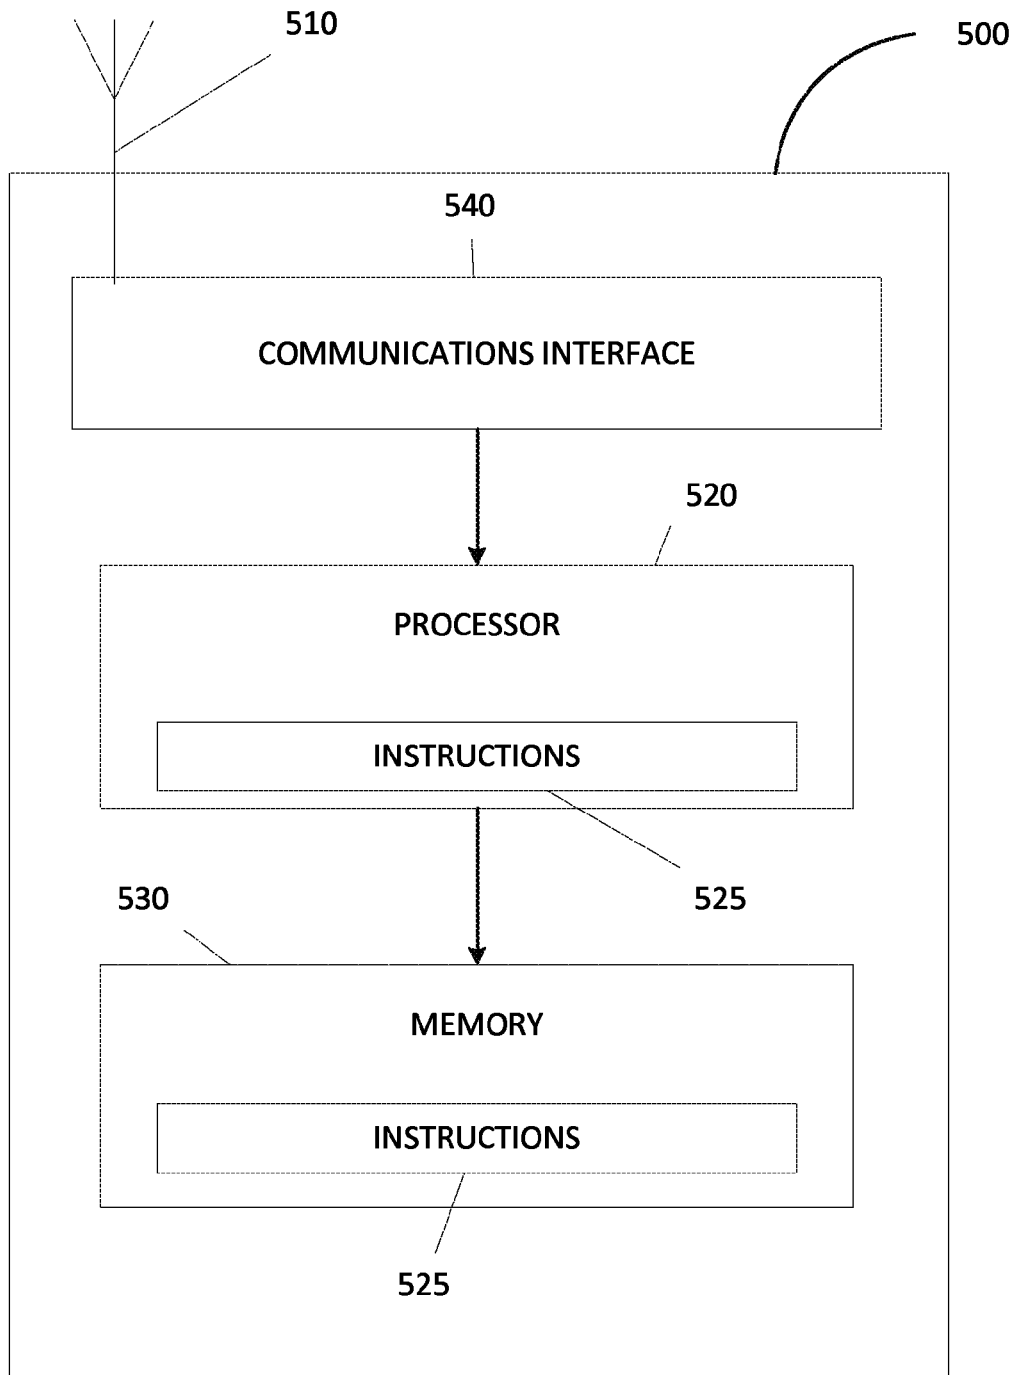 510
500
540
COMMUNICATIONS INTERFACE
520
PROCESSOR
INSTRUCTIONS
530
525
MEMORY
INSTRUCTIONS
525